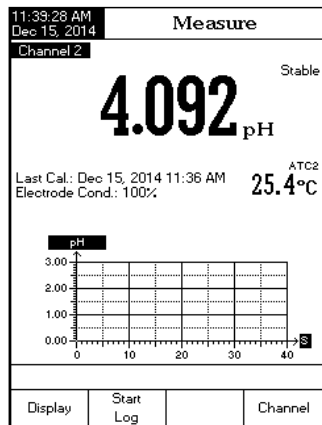 11:39:28 AM
Dec 15, 2014
Measure
Channel 2
Stable
4.092 pH
ATC2
25.4°C
Last Cal.: Dec 15, 2014 11:36 AM
Electrode Cond.: 100%
pH
3.00
2.00
1.00
0.00
0 10 20 30 40
S
Display
Start
Log
Channel